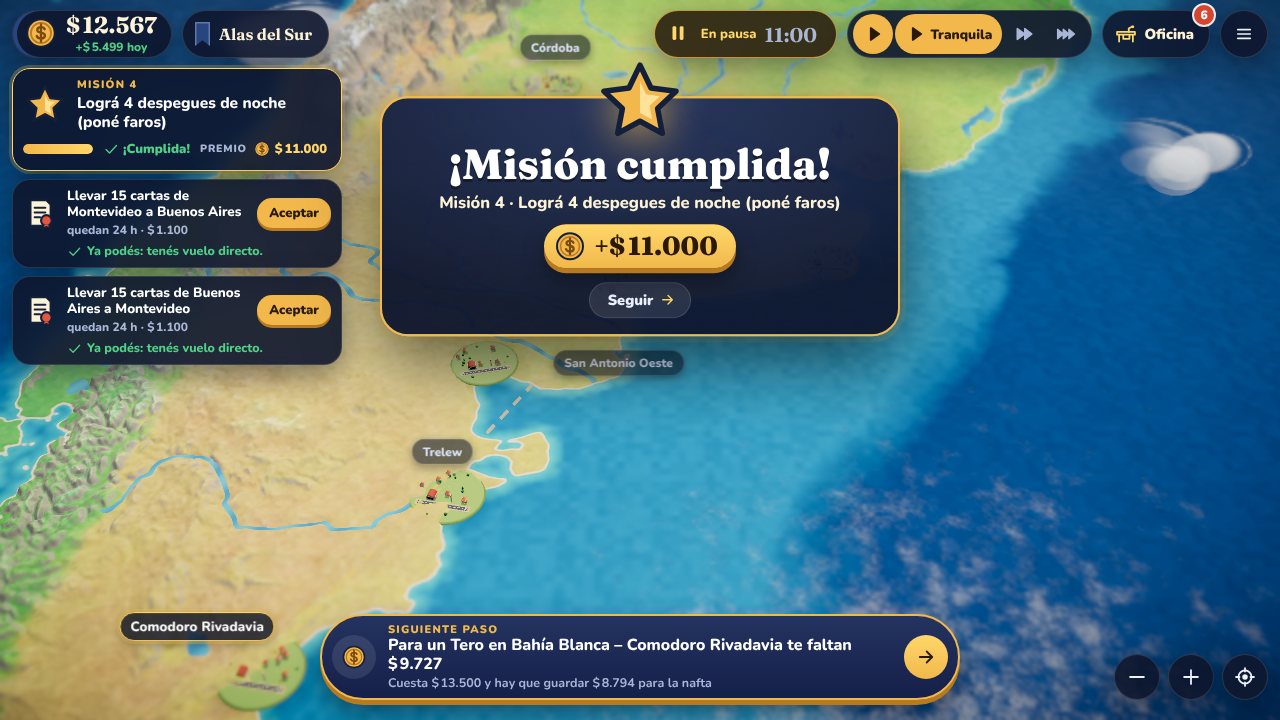 $12.567
+$5.499 hoy
Alas del Sur
En pausa 11:00
Tranquila
Oficina
6
MISIÓN 4
Lográ 4 despegues de noche
(poné faros)
¡Cumplida! PREMIO $11.000
Llevar 15 cartas de
Montevideo a Buenos Aires
quedan 24 h · $1.100
Ya podés: tenés vuelo directo.
Aceptar
Llevar 15 cartas de Buenos
Aires a Montevideo
quedan 24 h · $1.100
Ya podés: tenés vuelo directo.
Aceptar
Córdoba
¡Misión cumplida!
Misión 4 · Lográ 4 despegues de noche (poné faros)
+$11.000
Seguir
San Antonio Oeste
Trelew
Comodoro Rivadavia
SIGUIENTE PASO
Para un Tero en Bahía Blanca – Comodoro Rivadavia te faltan
$9.727
Cuesta $13.500 y hay que guardar $8.794 para la nafta